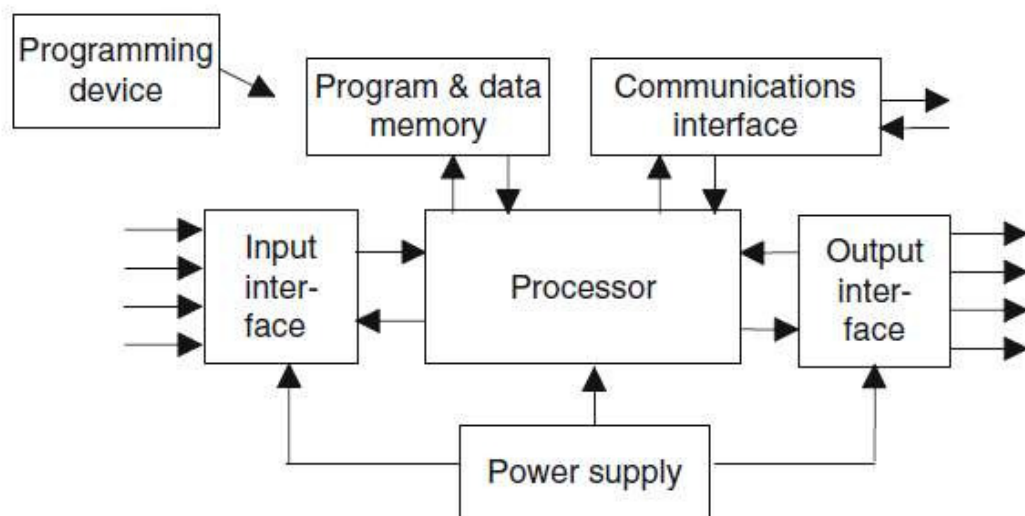 Programming
device
Program & data
memory
Communications
interface
Input
inter-
face
Processor
Output
inter-
face
Power supply